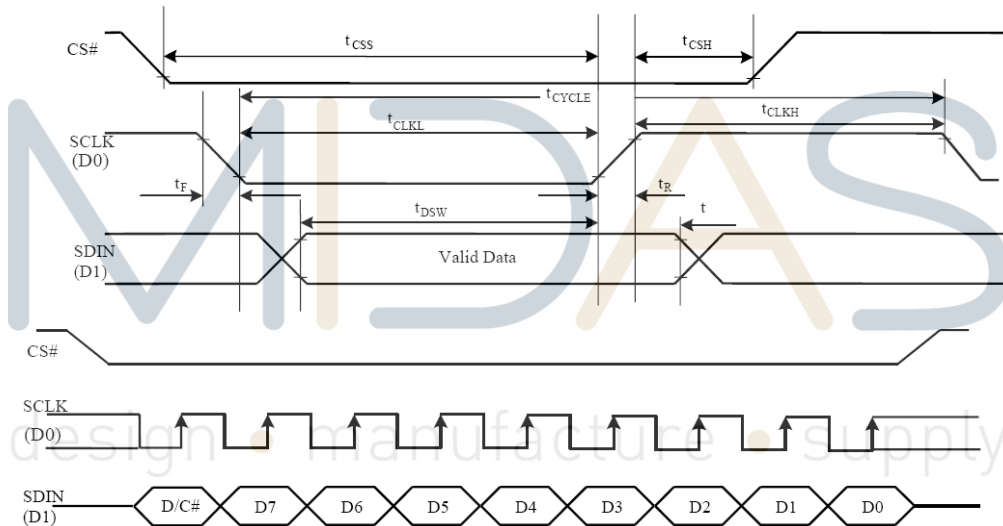 CS#
tCSS
tCSH
tCYCLE
tCLKL
tCLKH
SCLK
(D0)
tF
tR
tDSW
t
SDIN
(D1)
Valid Data
MIDAS
CS#
SCLK
(D0)
design • manufacture • supply
SDIN
(D1)
D/C# D7 D6 D5 D4 D3 D2 D1 D0